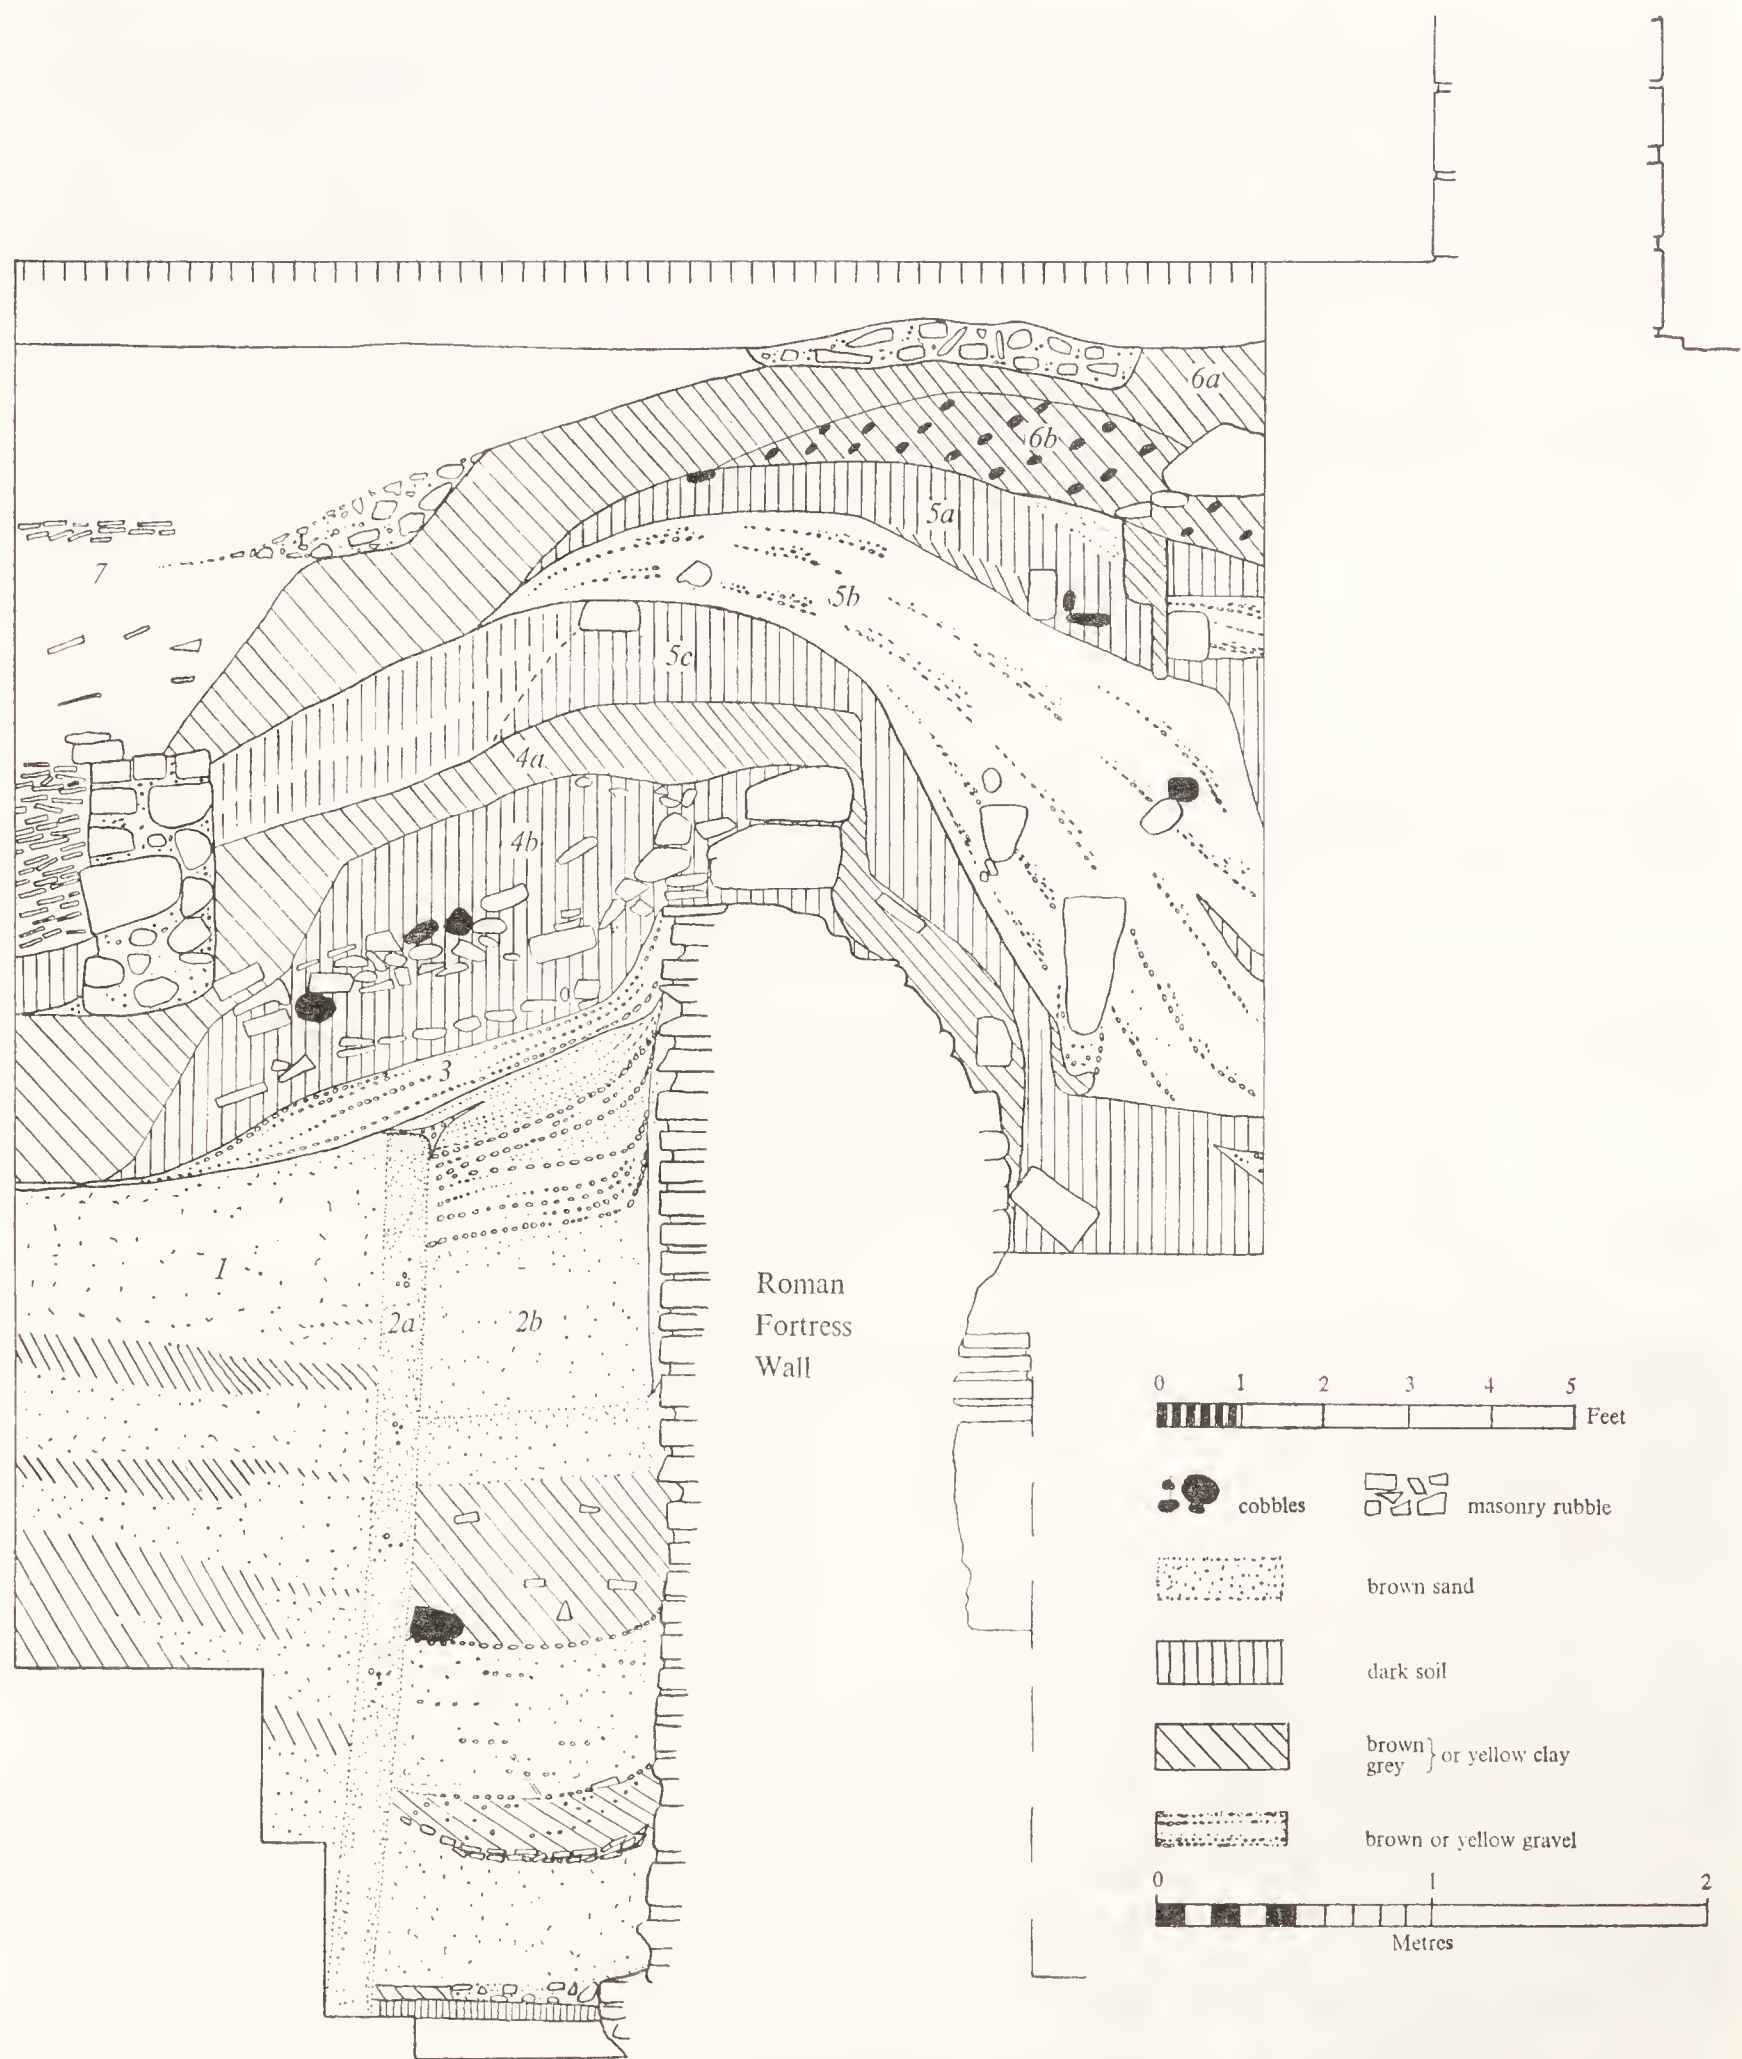 6a
6b
5a
7
5b
5c
4a
4b
3
1
2a
2b
Roman
Fortress
Wall
0 1 2 3 4 5
Feet
cobbles
masonry rubble
brown sand
dark soil
brown
grey } or yellow clay
brown or yellow gravel
0 1 2
Metres